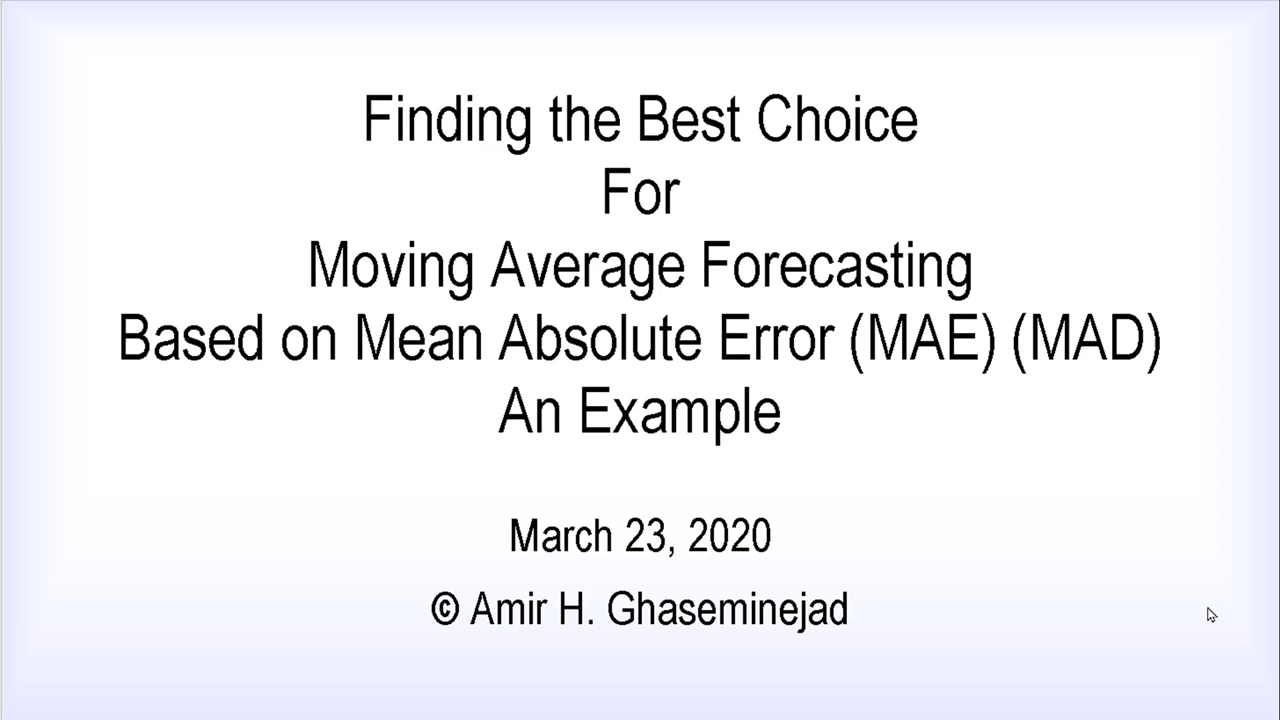 Finding the Best Choice
For
Moving Average Forecasting
Based on Mean Absolute Error (MAE) (MAD)
An Example
March 23, 2020
© Amir H. Ghaseminejad